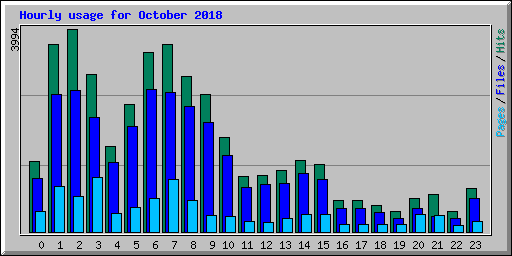 Hourly usage for October 2018
3994
Pages / Files / Hits
0 1 2 3 4 5 6 7 8 9 10 11 12 13 14 15 16 17 18 19 20 21 22 23